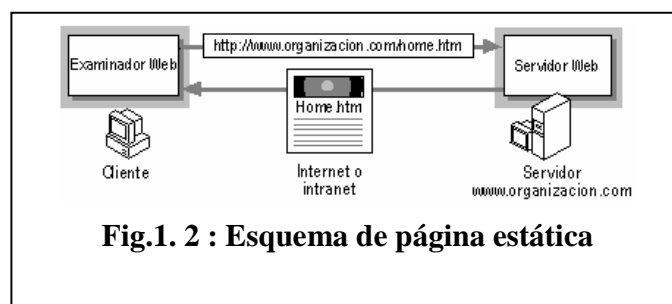 http://www.organizacion.com/home.htm
Examinador Web
Servidor Web
Home.htm
Cliente
Internet o
intranet
Servidor
www.organizacion.com
Fig.1. 2 : Esquema de página estática